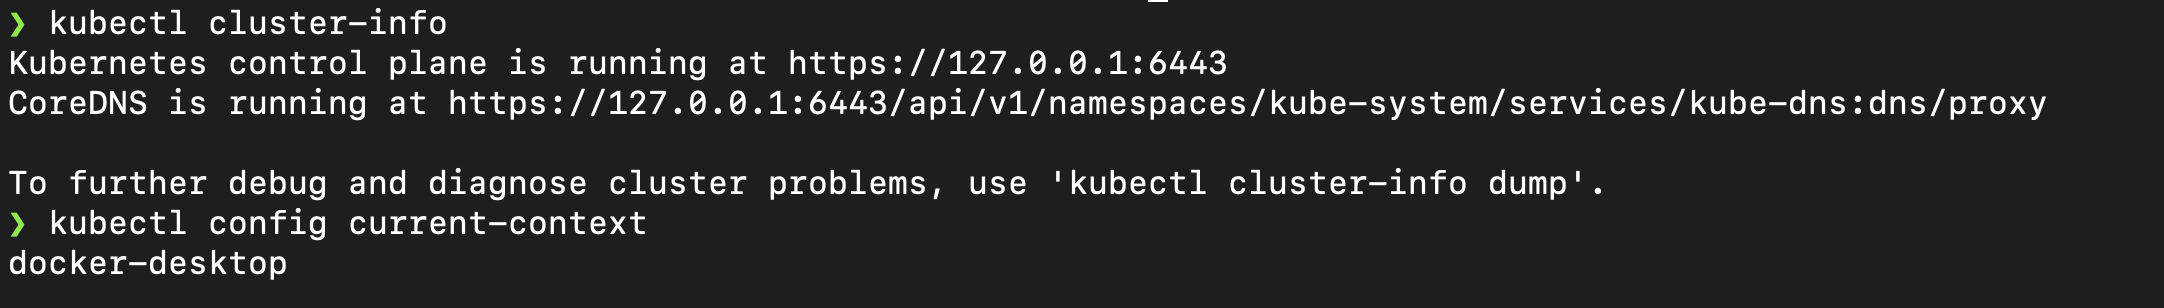 ❯ kubectl cluster-info
Kubernetes control plane is running at https://127.0.0.1:6443
CoreDNS is running at https://127.0.0.1:6443/api/v1/namespaces/kube-system/services/kube-dns:dns/proxy

To further debug and diagnose cluster problems, use 'kubectl cluster-info dump'.
❯ kubectl config current-context
docker-desktop